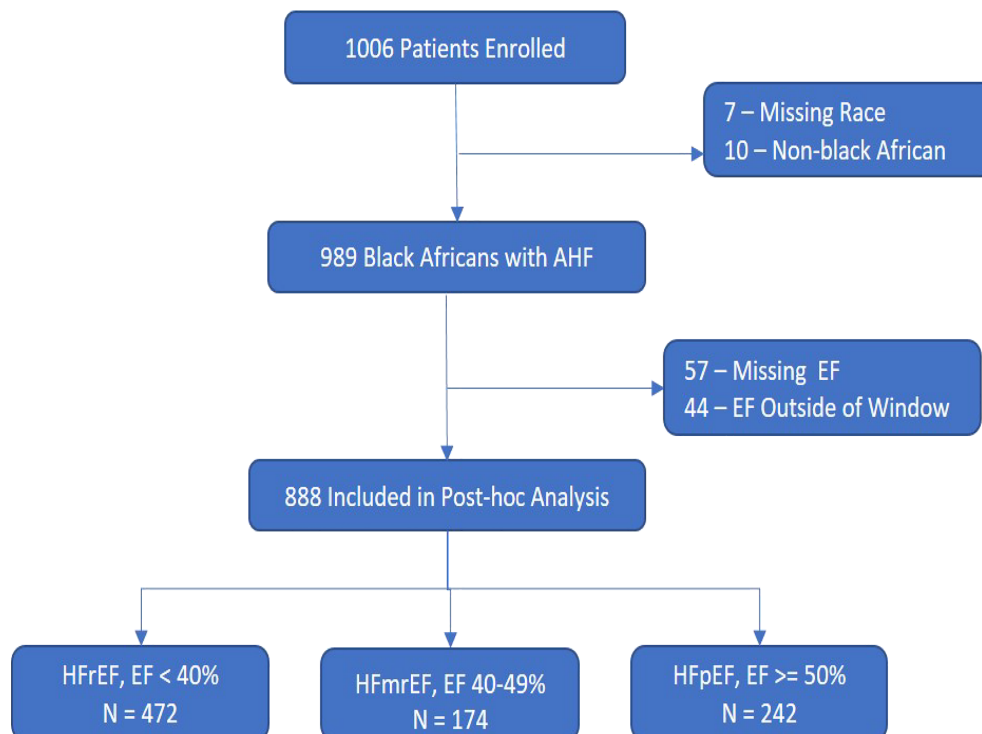 1006 Patients Enrolled
7 – Missing Race
10 – Non-black African
989 Black Africans with AHF
57 – Missing EF
44 – EF Outside of Window
888 Included in Post-hoc Analysis
HFrEF, EF < 40%
N = 472
HFmrEF, EF 40-49%
N = 174
HFpEF, EF >= 50%
N = 242